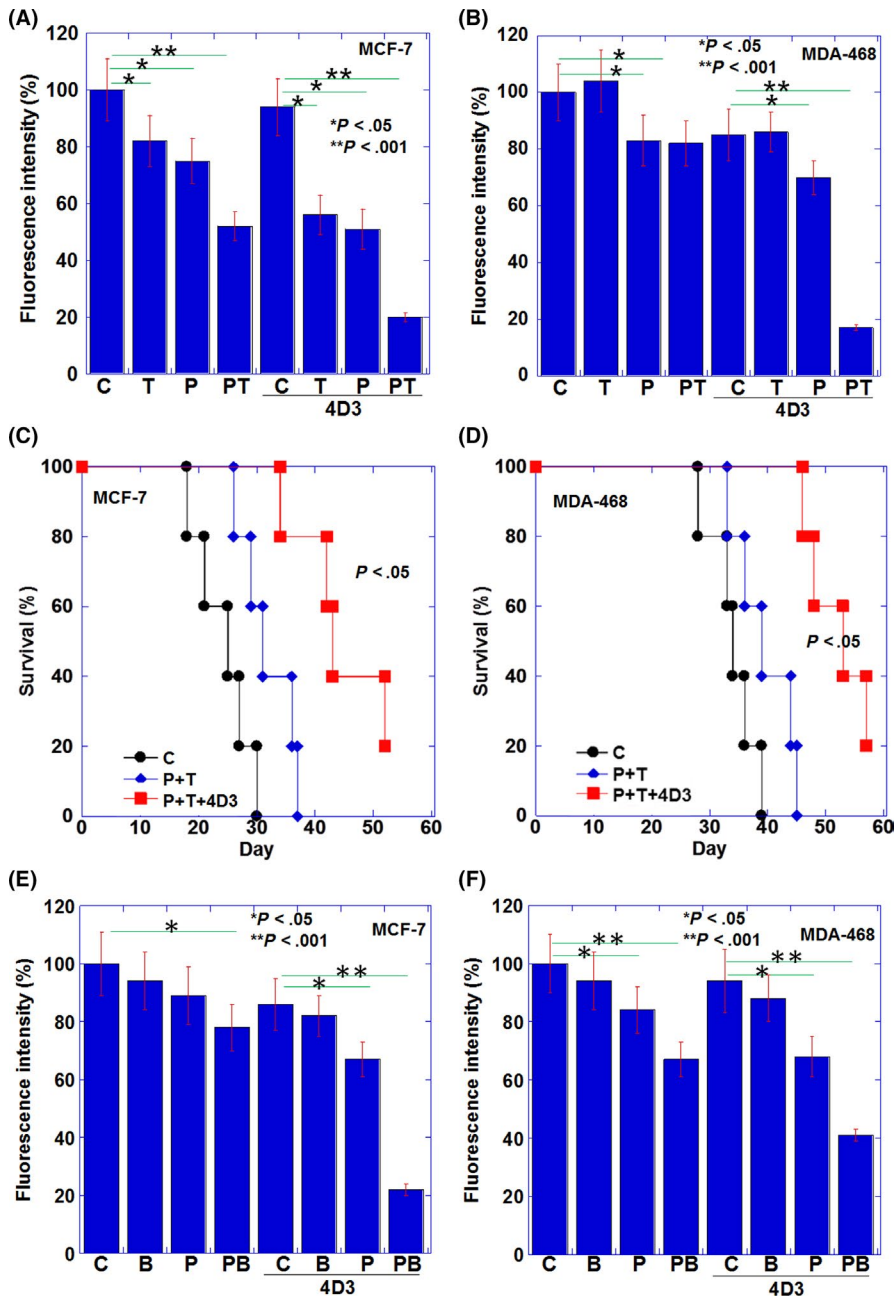 (A)
MCF-7
Fluorescence intensity (%)
120
100
80
60
40
20
0
**
*
*
**
*
*
*P < .05
**P < .001
C T P PT C T P PT
4D3
(B)
MDA-468
Fluorescence intensity (%)
120
100
80
60
40
20
0
*P < .05
**P < .001
*
*
**
*
C T P PT C T P PT
4D3
(C)
MCF-7
Survival (%)
100
80
60
40
20
0
P < .05
C
P+T
P+T+4D3
0 10 20 30 40 50 60
Day
(D)
MDA-468
Survival (%)
100
80
60
40
20
0
P < .05
C
P+T
P+T+4D3
0 10 20 30 40 50 60
Day
(E)
MCF-7
Fluorescence intensity (%)
120
100
80
60
40
20
0
*P < .05
**P < .001
*
**
*
C B P PB C B P PB
4D3
(F)
MDA-468
Fluorescence intensity (%)
120
100
80
60
40
20
0
*P < .05
**P < .001
**
*
**
*
C B P PB C B P PB
4D3